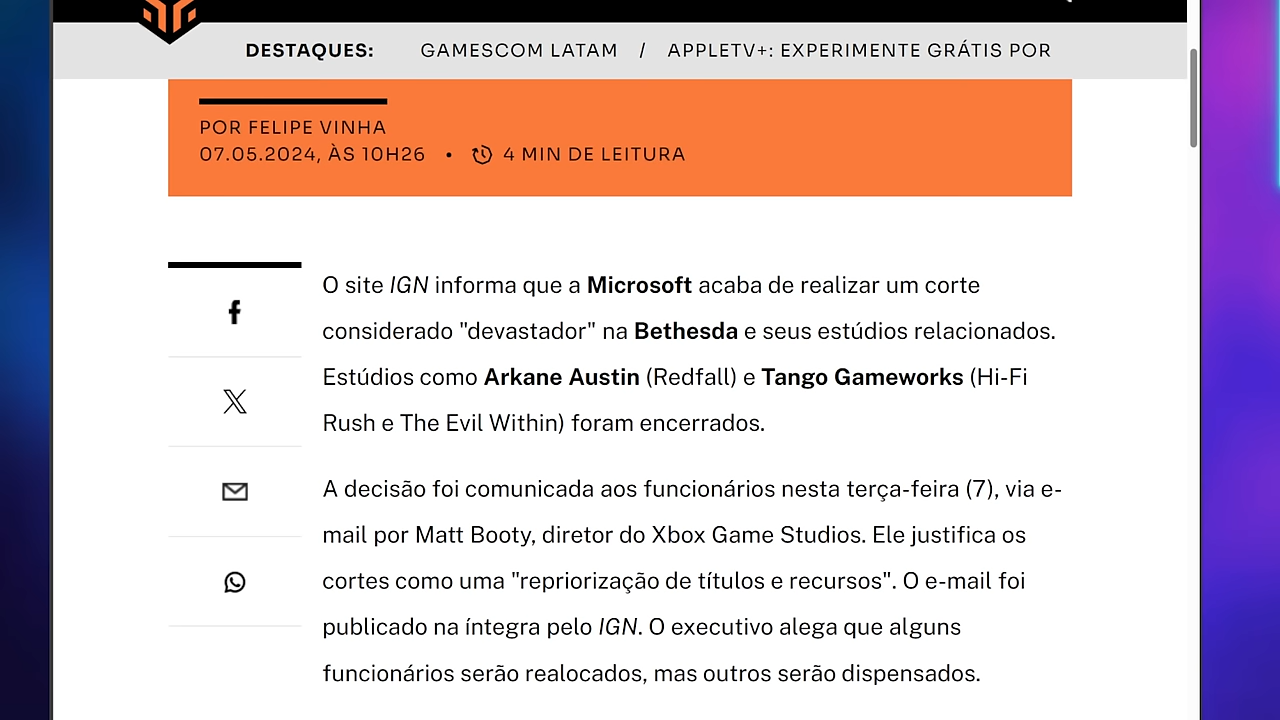 DESTAQUES: GAMESCOM LATAM / APPLETV+: EXPERIMENTE GRÁTIS POR
POR FELIPE VINHA
07.05.2024, ÀS 10H26 • 4 MIN DE LEITURA
O site IGN informa que a Microsoft acaba de realizar um corte
considerado "devastador" na Bethesda e seus estúdios relacionados.
Estúdios como Arkane Austin (Redfall) e Tango Gameworks (Hi-Fi
Rush e The Evil Within) foram encerrados.
A decisão foi comunicada aos funcionários nesta terça-feira (7), via e-
mail por Matt Booty, diretor do Xbox Game Studios. Ele justifica os
cortes como uma "repriorização de títulos e recursos". O e-mail foi
publicado na íntegra pelo IGN. O executivo alega que alguns
funcionários serão realocados, mas outros serão dispensados.